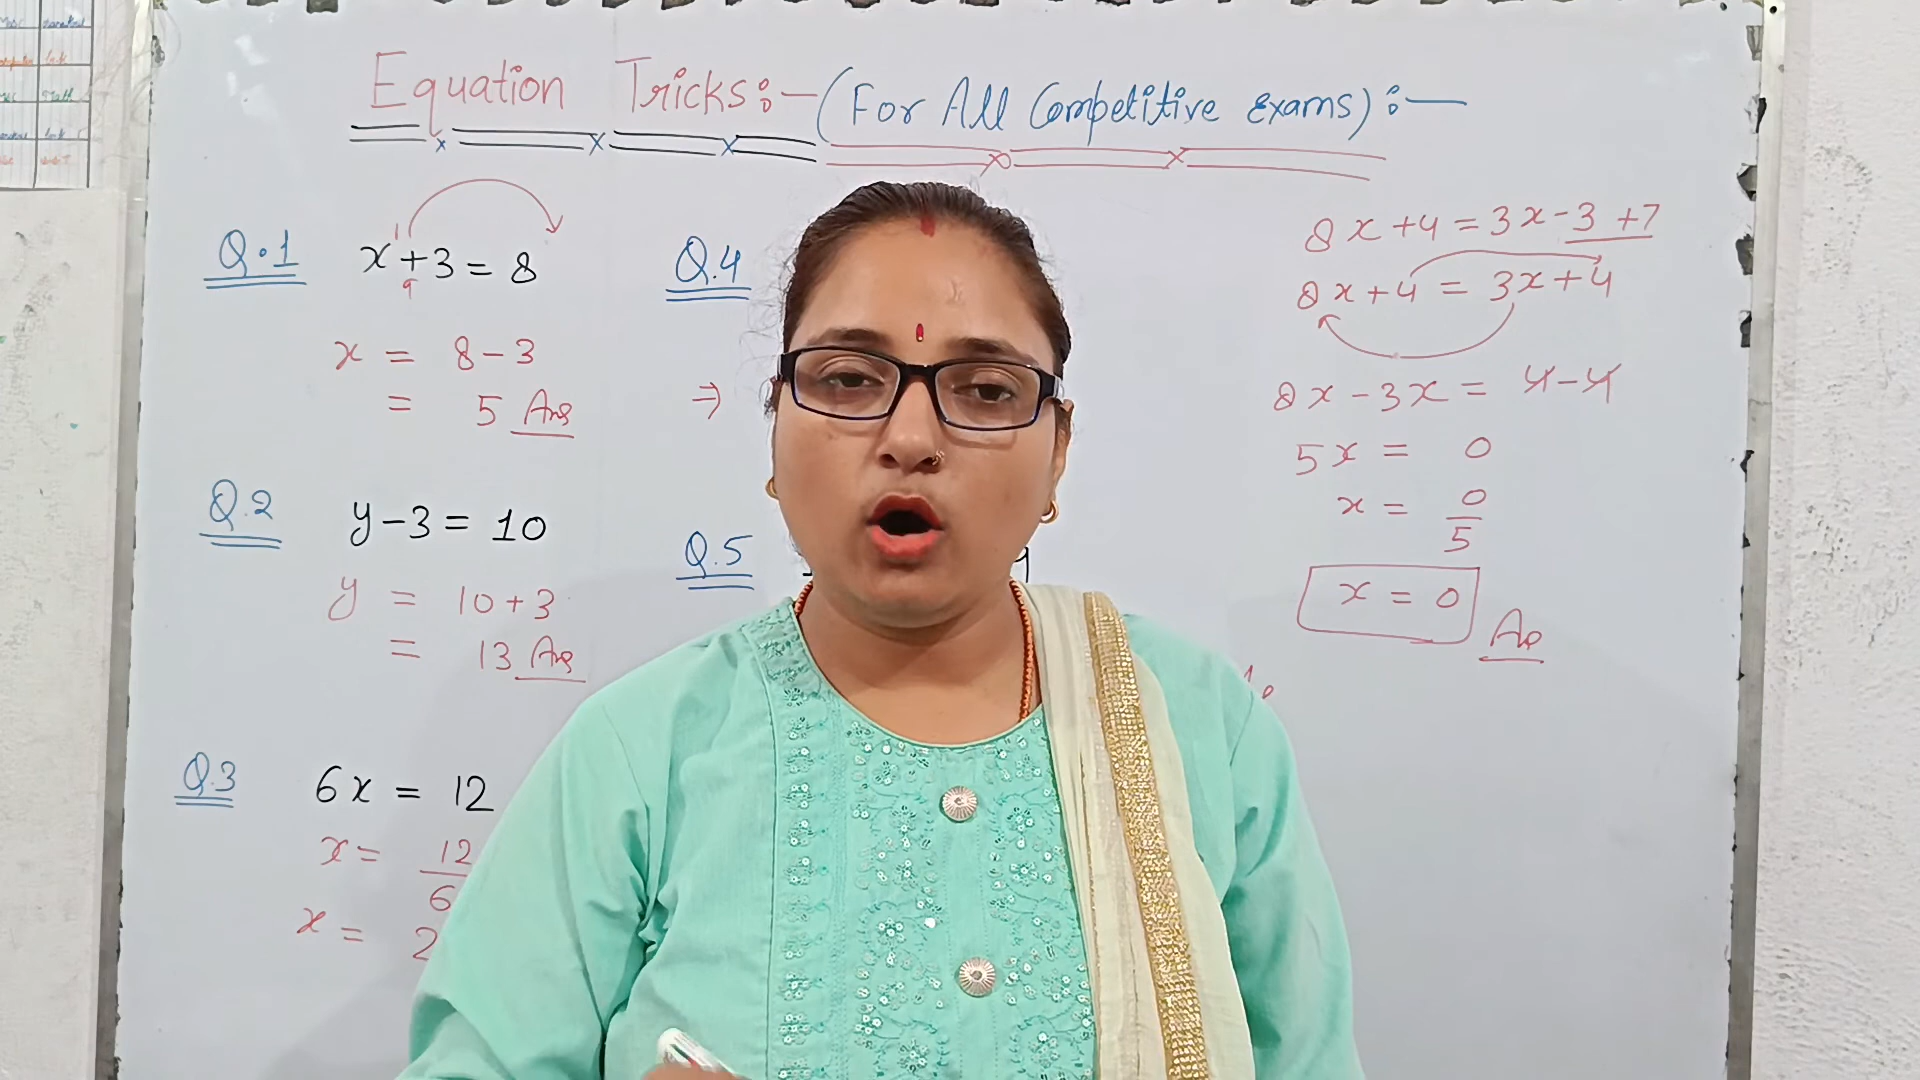 Equation Tricks:- (For All Competitive Exams):-
Q.1 x+3=8
x = 8-3
= 5 Ans
Q.2 y-3=10
y = 10+3
= 13 Ans
Q.3 6x = 12
x = 12/6
x = 2
Q.4
⇒
Q.5
8x+4=3x-3+7
8x+4=3x+4
8x-3x=4-4
5x = 0
x = 0/5
x = 0 Ans